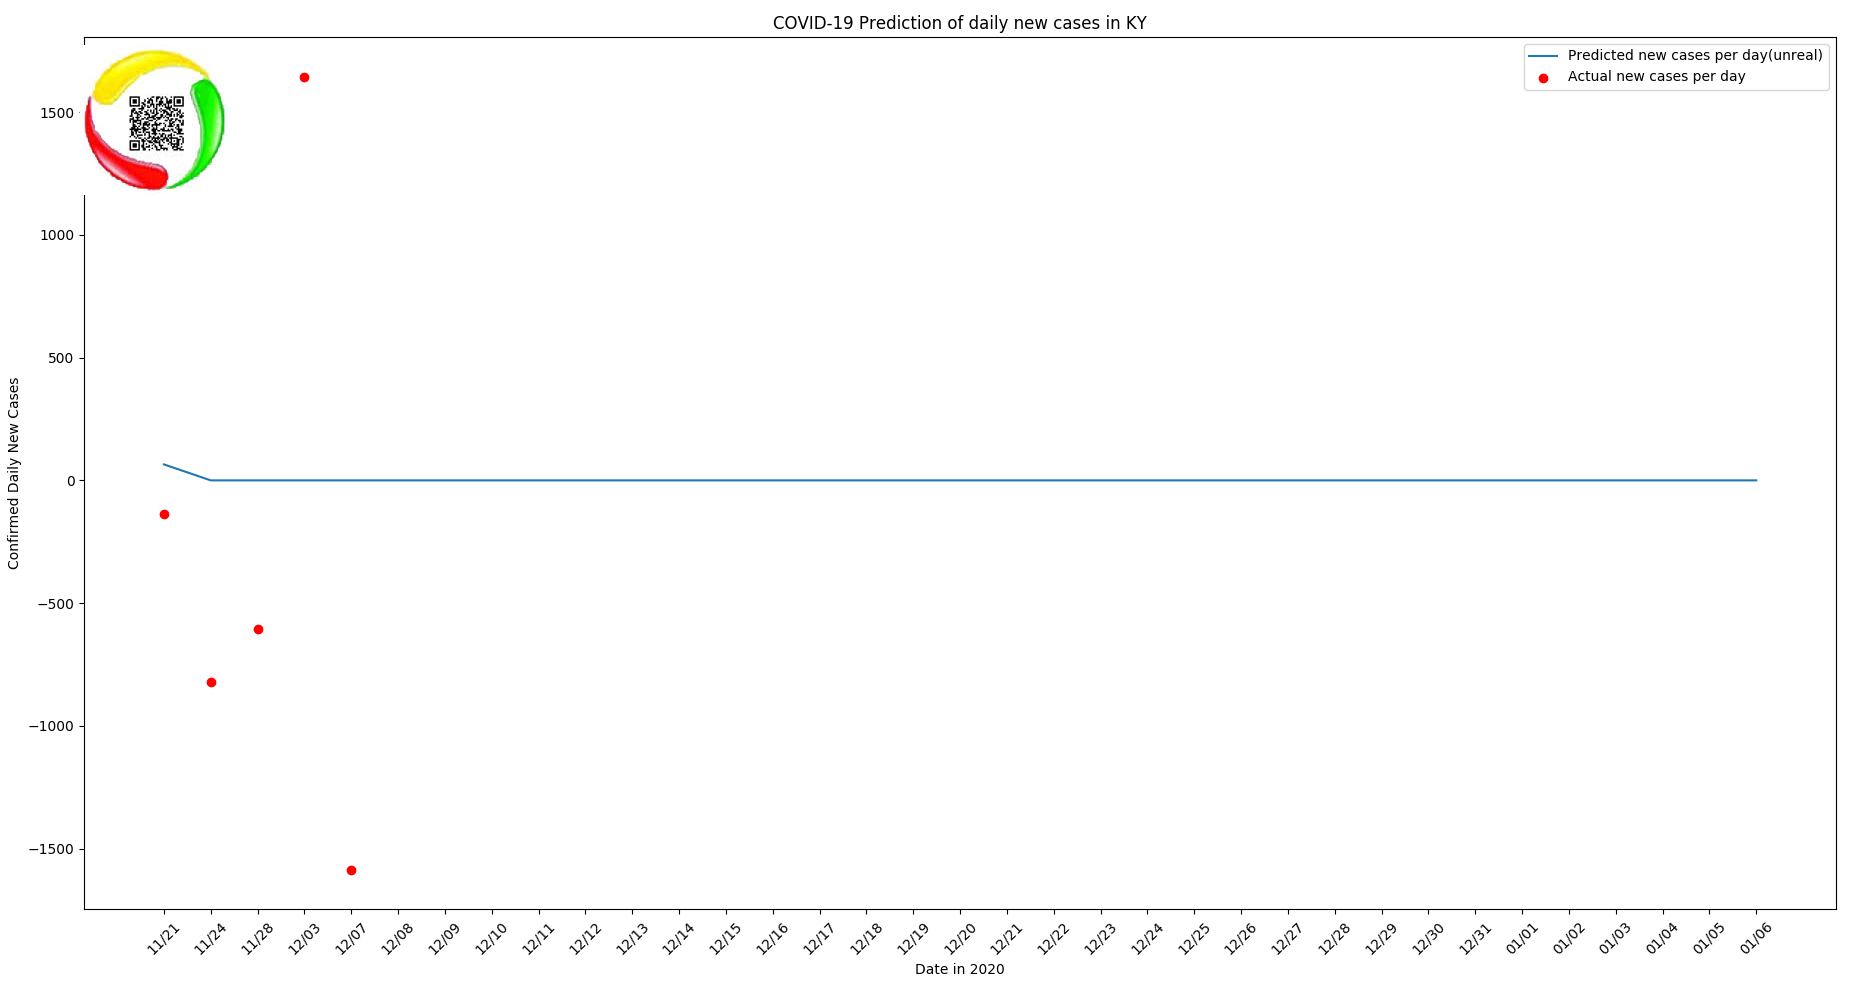 COVID-19 Prediction of daily new cases in KY
Predicted new cases per day(unreal)
Actual new cases per day
1500
1000
500
0
−500
−1000
−1500
Confirmed Daily New Cases
11/21 11/24 11/28 12/03 12/07 12/08 12/09 12/10 12/11 12/12 12/13 12/14 12/15 12/16 12/17 12/18 12/19 12/20 12/21 12/22 12/23 12/24 12/25 12/26 12/27 12/28 12/29 12/30 12/31 01/01 01/02 01/03 01/04 01/05 01/06
Date in 2020